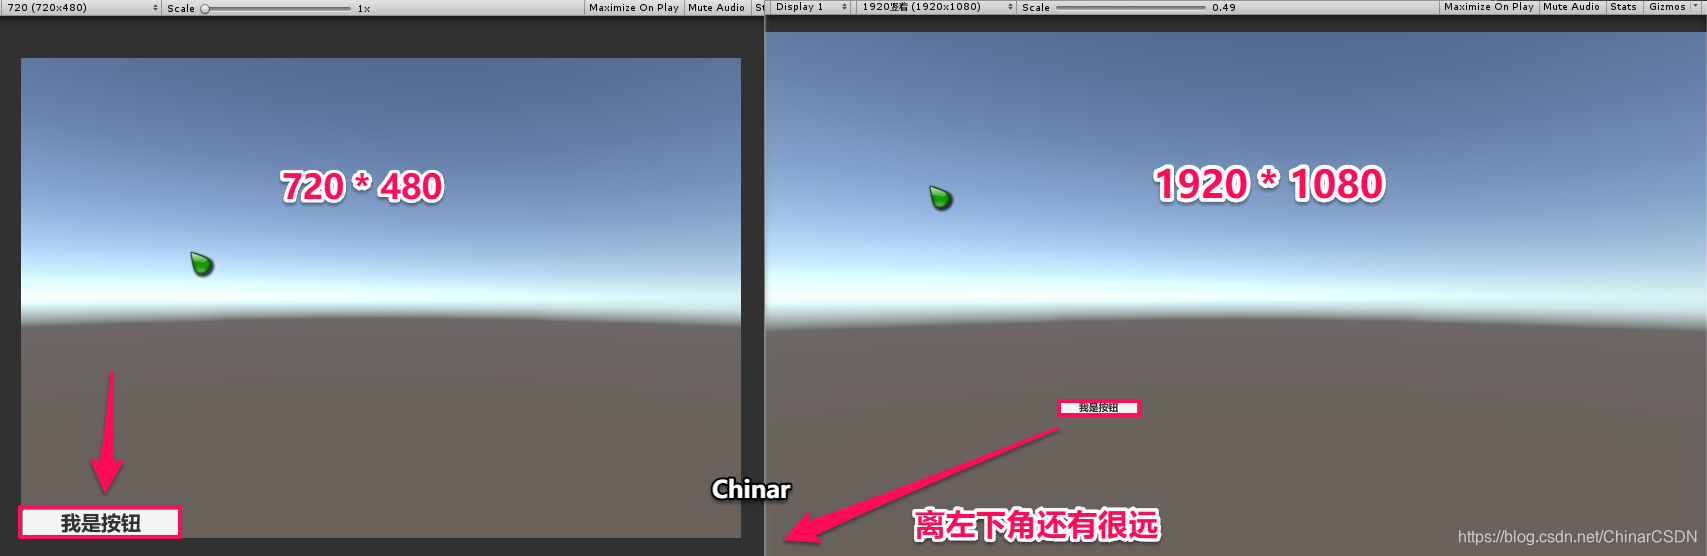 720 (720x480) Scale 1x Maximize On Play Mute Audio St
Display 1 1920竖着 (1920x1080) Scale 0.49 Maximize On Play Mute Audio Stats Gizmos
720 * 480
1920 * 1080
我是按钮
我是按钮
Chinar
离左下角还有很远
https://blog.csdn.net/ChinarCSDN